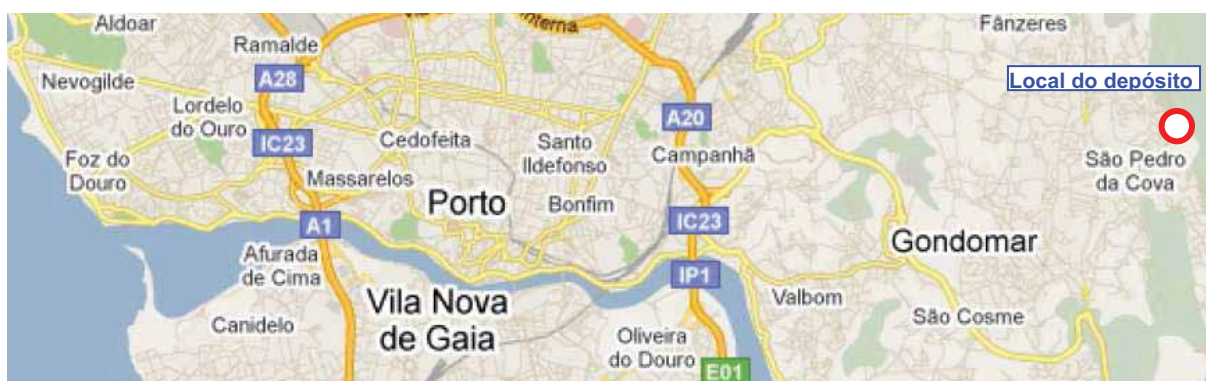 Aldoar
Interna
Fânzeres
Ramalde
Nevogilde
A28
Local do depósito
Lordelo
do Ouro
A20
IC23
Cedofeita
Santo
Ildefonso
Campanhã
Foz do
Douro
São Pedro
da Cova
Massarelos
Porto
Bonfim
A1
IC23
Gondomar
Afurada
de Cima
IP1
Vila Nova
de Gaia
Valbom
Canidelo
São Cosme
Oliveira
do Douro
E01